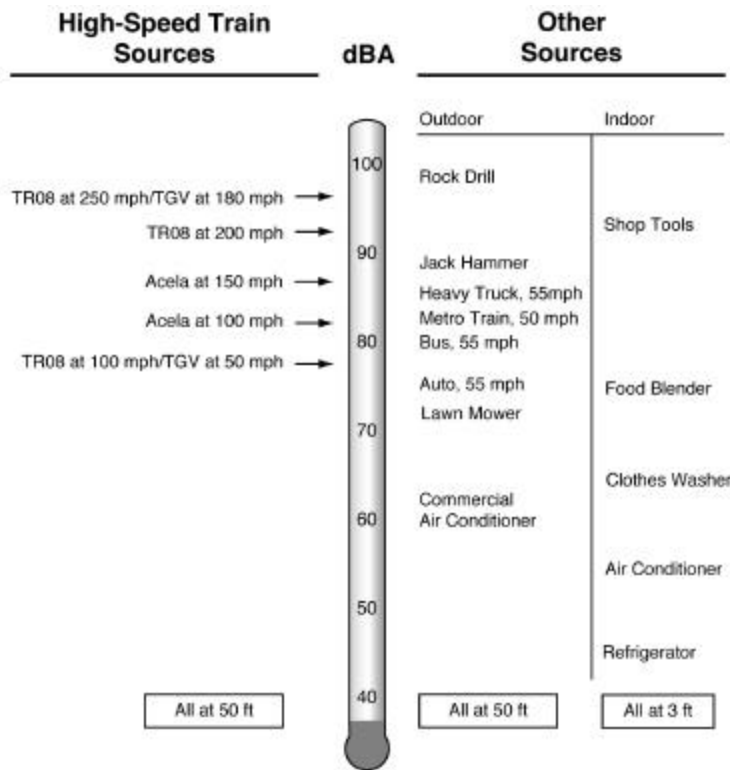 High-Speed Train
Sources
dBA
Other
Sources
Outdoor
Indoor
100
Rock Drill
TR08 at 250 mph/TGV at 180 mph
Shop Tools
TR08 at 200 mph
90
Jack Hammer
Acela at 150 mph
Heavy Truck, 55mph
Acela at 100 mph
Metro Train, 50 mph
80
Bus, 55 mph
TR08 at 100 mph/TGV at 50 mph
Auto, 55 mph
Food Blender
Lawn Mower
70
Clothes Washer
Commercial
Air Conditioner
60
Air Conditioner
50
Refrigerator
40
All at 50 ft
All at 50 ft
All at 3 ft